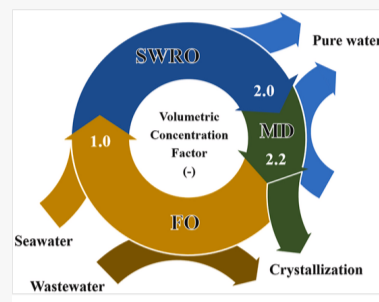 Pure water
SWRO
2.0
Volumetric
Concentration
Factor
(-)
MD
2.2
1.0
FO
Seawater
Crystallization
Wastewater